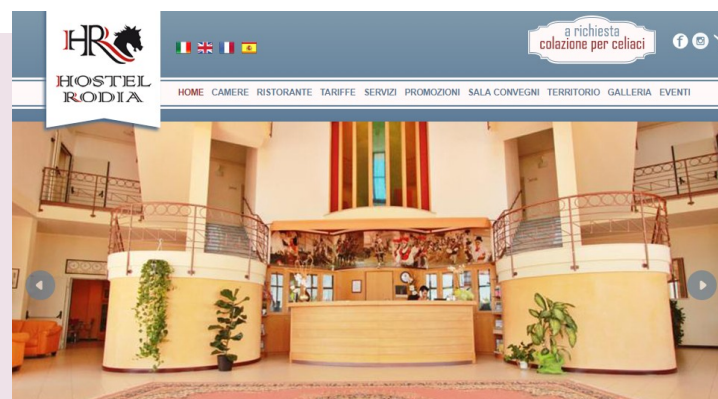 HR
HOSTEL
RODIA
a richiesta
colazione per celiaci
HOME CAMERE RISTORANTE TARIFFE SERVIZI PROMOZIONI SALA CONVEGNI TERRITORIO GALLERIA EVENTI